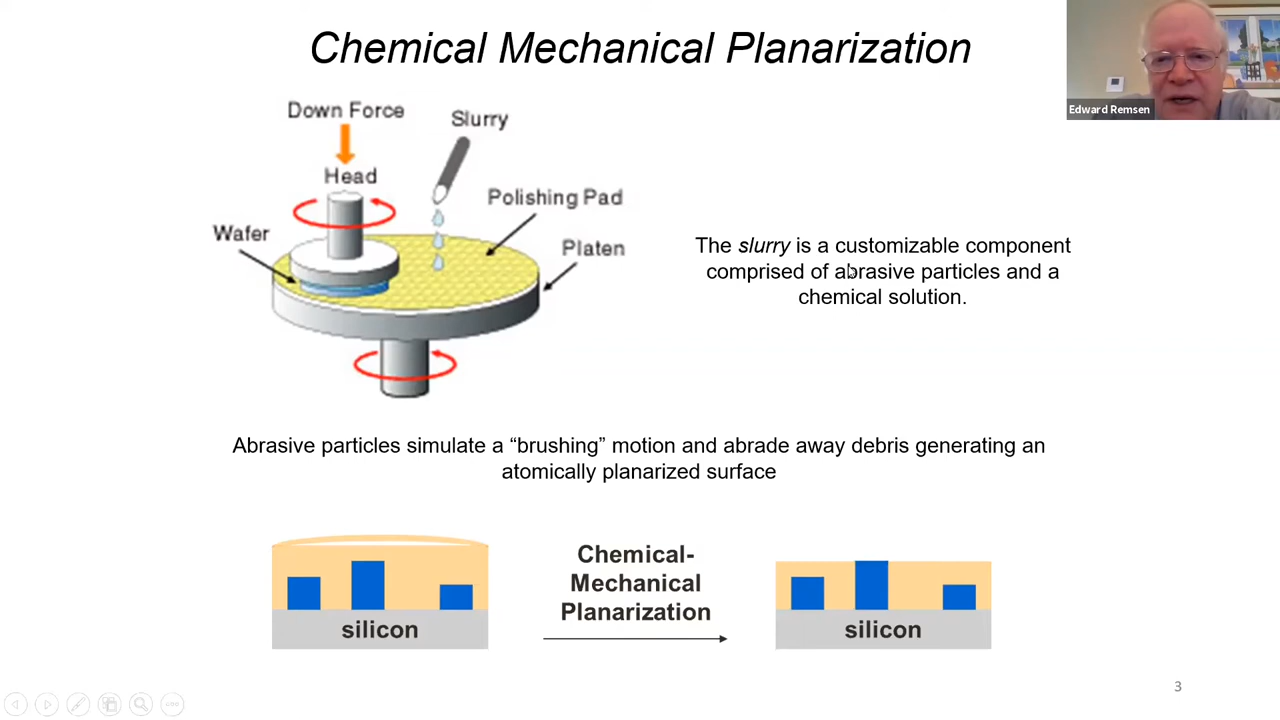 Chemical Mechanical Planarization
Edward Remsen
Down Force
Slurry
Head
Polishing Pad
Wafer
Platen
The slurry is a customizable component
comprised of abrasive particles and a
chemical solution.
Abrasive particles simulate a “brushing” motion and abrade away debris generating an
atomically planarized surface
Chemical-
Mechanical
Planarization
silicon
silicon
3